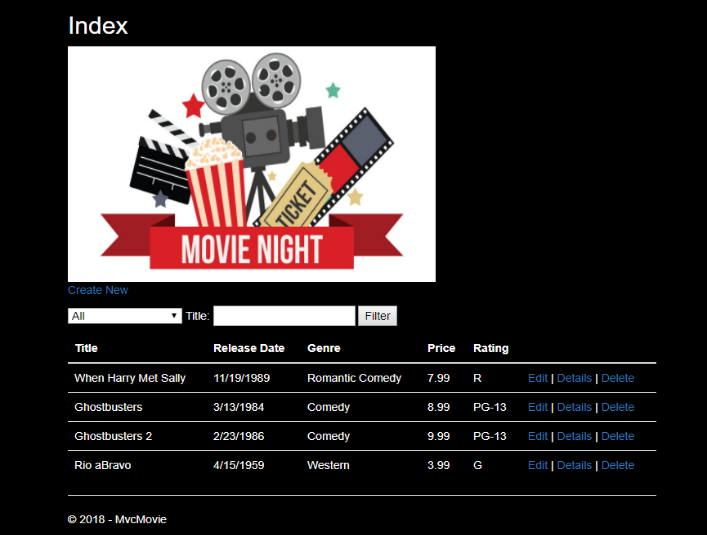 Index
TICKET
MOVIE NIGHT
Create New
All Title: Filter
Title Release Date Genre Price Rating
When Harry Met Sally 11/19/1989 Romantic Comedy 7.99 R Edit | Details | Delete
Ghostbusters 3/13/1984 Comedy 8.99 PG-13 Edit | Details | Delete
Ghostbusters 2 2/23/1986 Comedy 9.99 PG-13 Edit | Details | Delete
Rio aBravo 4/15/1959 Western 3.99 G Edit | Details | Delete
© 2018 - MvcMovie